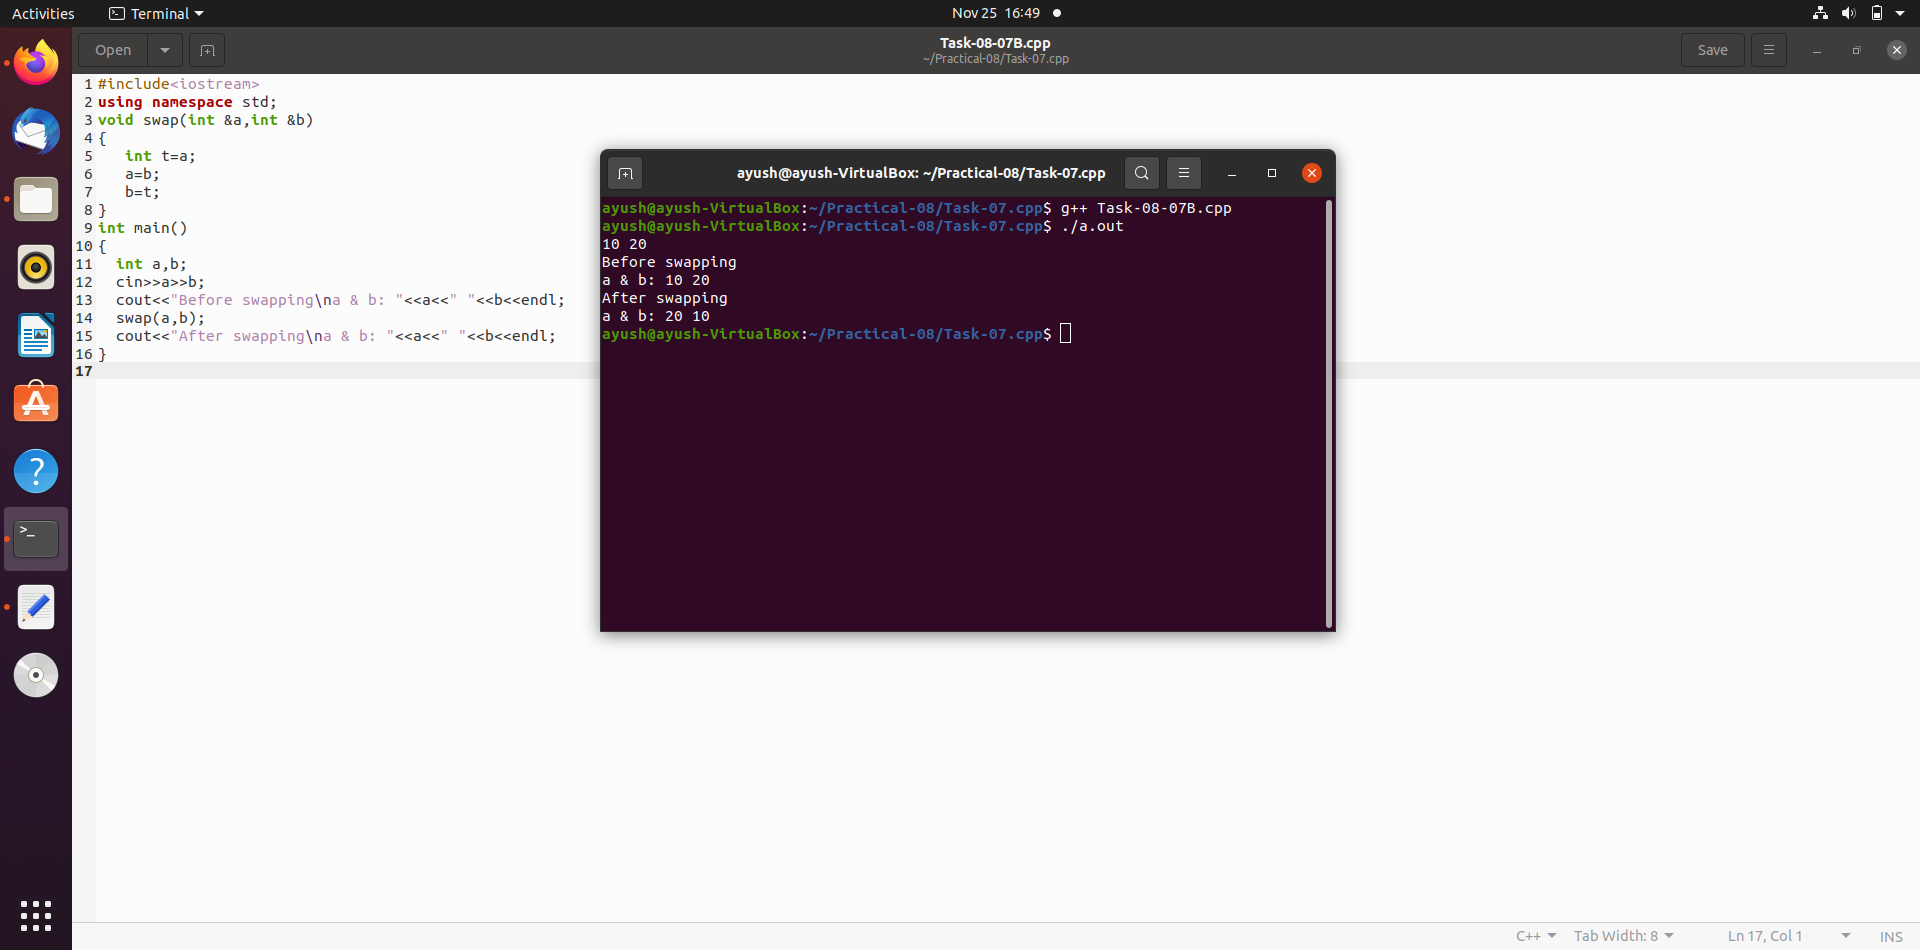 Activities Terminal Nov 25 16:49
Open Task-08-07B.cpp Save
~/Practical-08/Task-07.cpp
1 #include<iostream>
2 using namespace std;
3 void swap(int &a,int &b)
4 {
5    int t=a;
6    a=b;
7    b=t;
8 }
9 int main()
10 {
11   int a,b;
12   cin>>a>>b;
13   cout<<"Before swapping\na & b: "<<a<<" "<<b<<endl;
14   swap(a,b);
15   cout<<"After swapping\na & b: "<<a<<" "<<b<<endl;
16 }
17
ayush@ayush-VirtualBox: ~/Practical-08/Task-07.cpp
ayush@ayush-VirtualBox:~/Practical-08/Task-07.cpp$ g++ Task-08-07B.cpp
ayush@ayush-VirtualBox:~/Practical-08/Task-07.cpp$ ./a.out
10 20
Before swapping
a & b: 10 20
After swapping
a & b: 20 10
ayush@ayush-VirtualBox:~/Practical-08/Task-07.cpp$
C++ Tab Width: 8 Ln 17, Col 1 INS